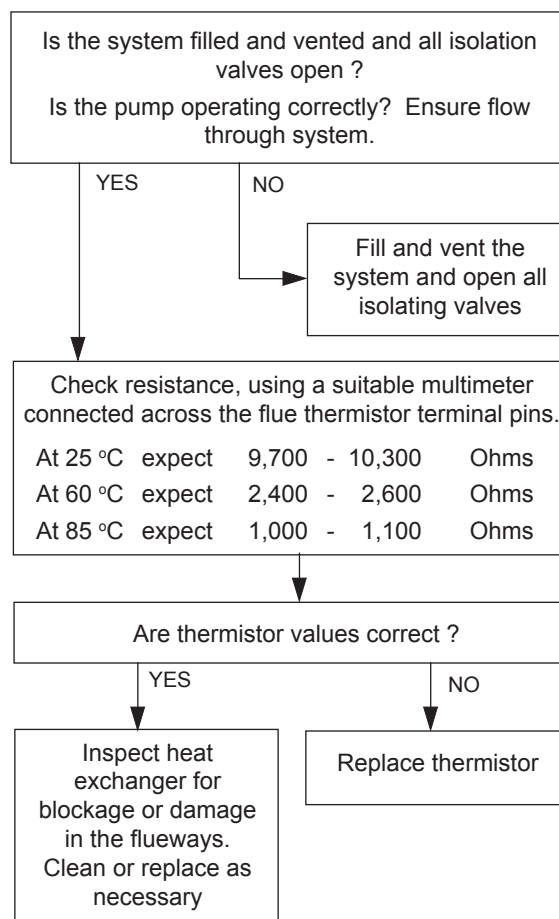 Is the system filled and vented and all isolation
valves open ?
Is the pump operating correctly? Ensure flow
through system.
YES
NO
Fill and vent the
system and open all
isolating valves
Check resistance, using a suitable multimeter
connected across the flue thermistor terminal pins.
At 25 °C expect 9,700 - 10,300 Ohms
At 60 °C expect 2,400 - 2,600 Ohms
At 85 °C expect 1,000 - 1,100 Ohms
Are thermistor values correct ?
YES
NO
Inspect heat
exchanger for
blockage or damage
in the flueways.
Clean or replace as
necessary
Replace thermistor